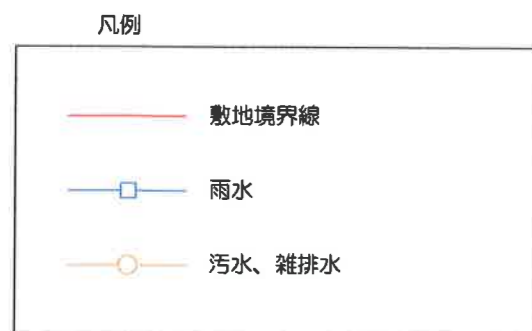 凡例
敷地境界線
雨水
汚水、雑排水